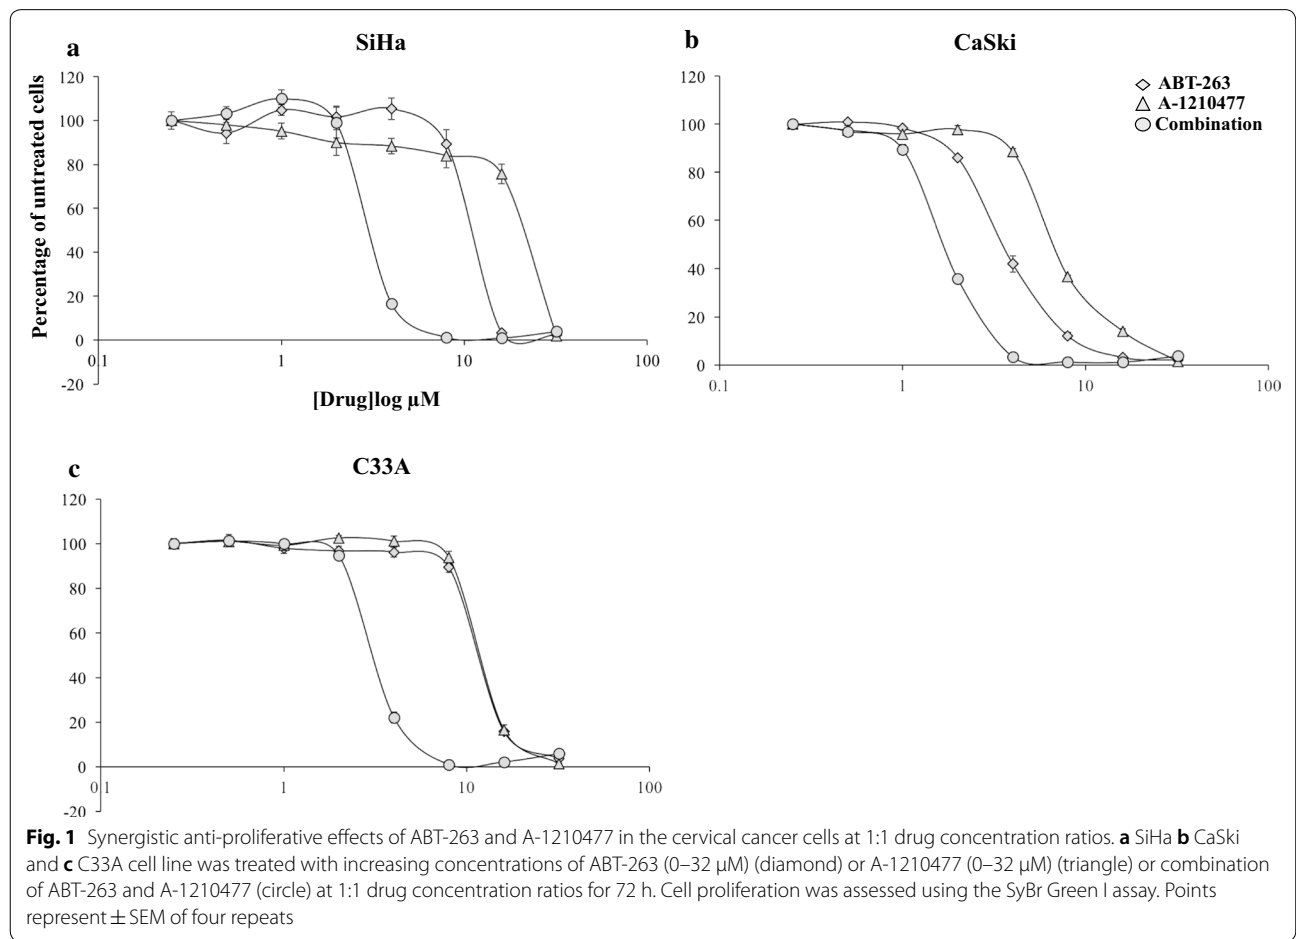 a
SiHa
120
100
80
60
40
20
0
-20
0.1
1
10
100
Percentage of untreated cells
[Drug]log µM
b
CaSki
120
100
80
60
40
20
0
0.1
1
10
100
ABT-263
A-1210477
Combination
c
C33A
120
100
80
60
40
20
0
-20
0.1
1
10
100
Fig. 1 Synergistic anti-proliferative effects of ABT-263 and A-1210477 in the cervical cancer cells at 1:1 drug concentration ratios. a SiHa b CaSki
and c C33A cell line was treated with increasing concentrations of ABT-263 (0–32 µM) (diamond) or A-1210477 (0–32 µM) (triangle) or combination
of ABT-263 and A-1210477 (circle) at 1:1 drug concentration ratios for 72 h. Cell proliferation was assessed using the SyBr Green I assay. Points
represent ± SEM of four repeats